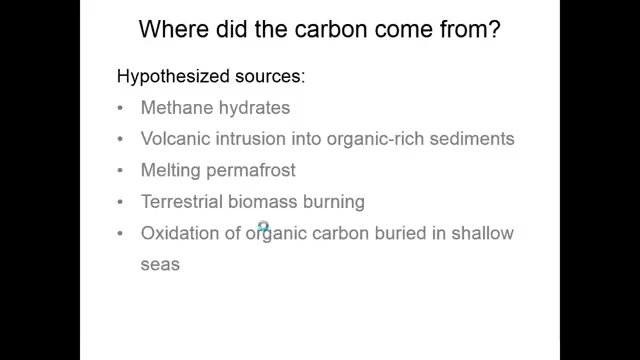 Where did the carbon come from?
Hypothesized sources:
• Methane hydrates
• Volcanic intrusion into organic-rich sediments
• Melting permafrost
• Terrestrial biomass burning
• Oxidation of organic carbon buried in shallow
seas